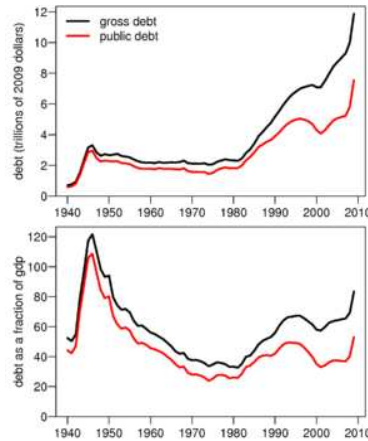 debt (trillions of 2009 dollars)
12
10
8
6
4
2
0
gross debt
public debt
1940 1950 1960 1970 1980 1990 2000 2010
debt as a fraction of gdp
120
100
80
60
40
20
0
1940 1950 1960 1970 1980 1990 2000 2010